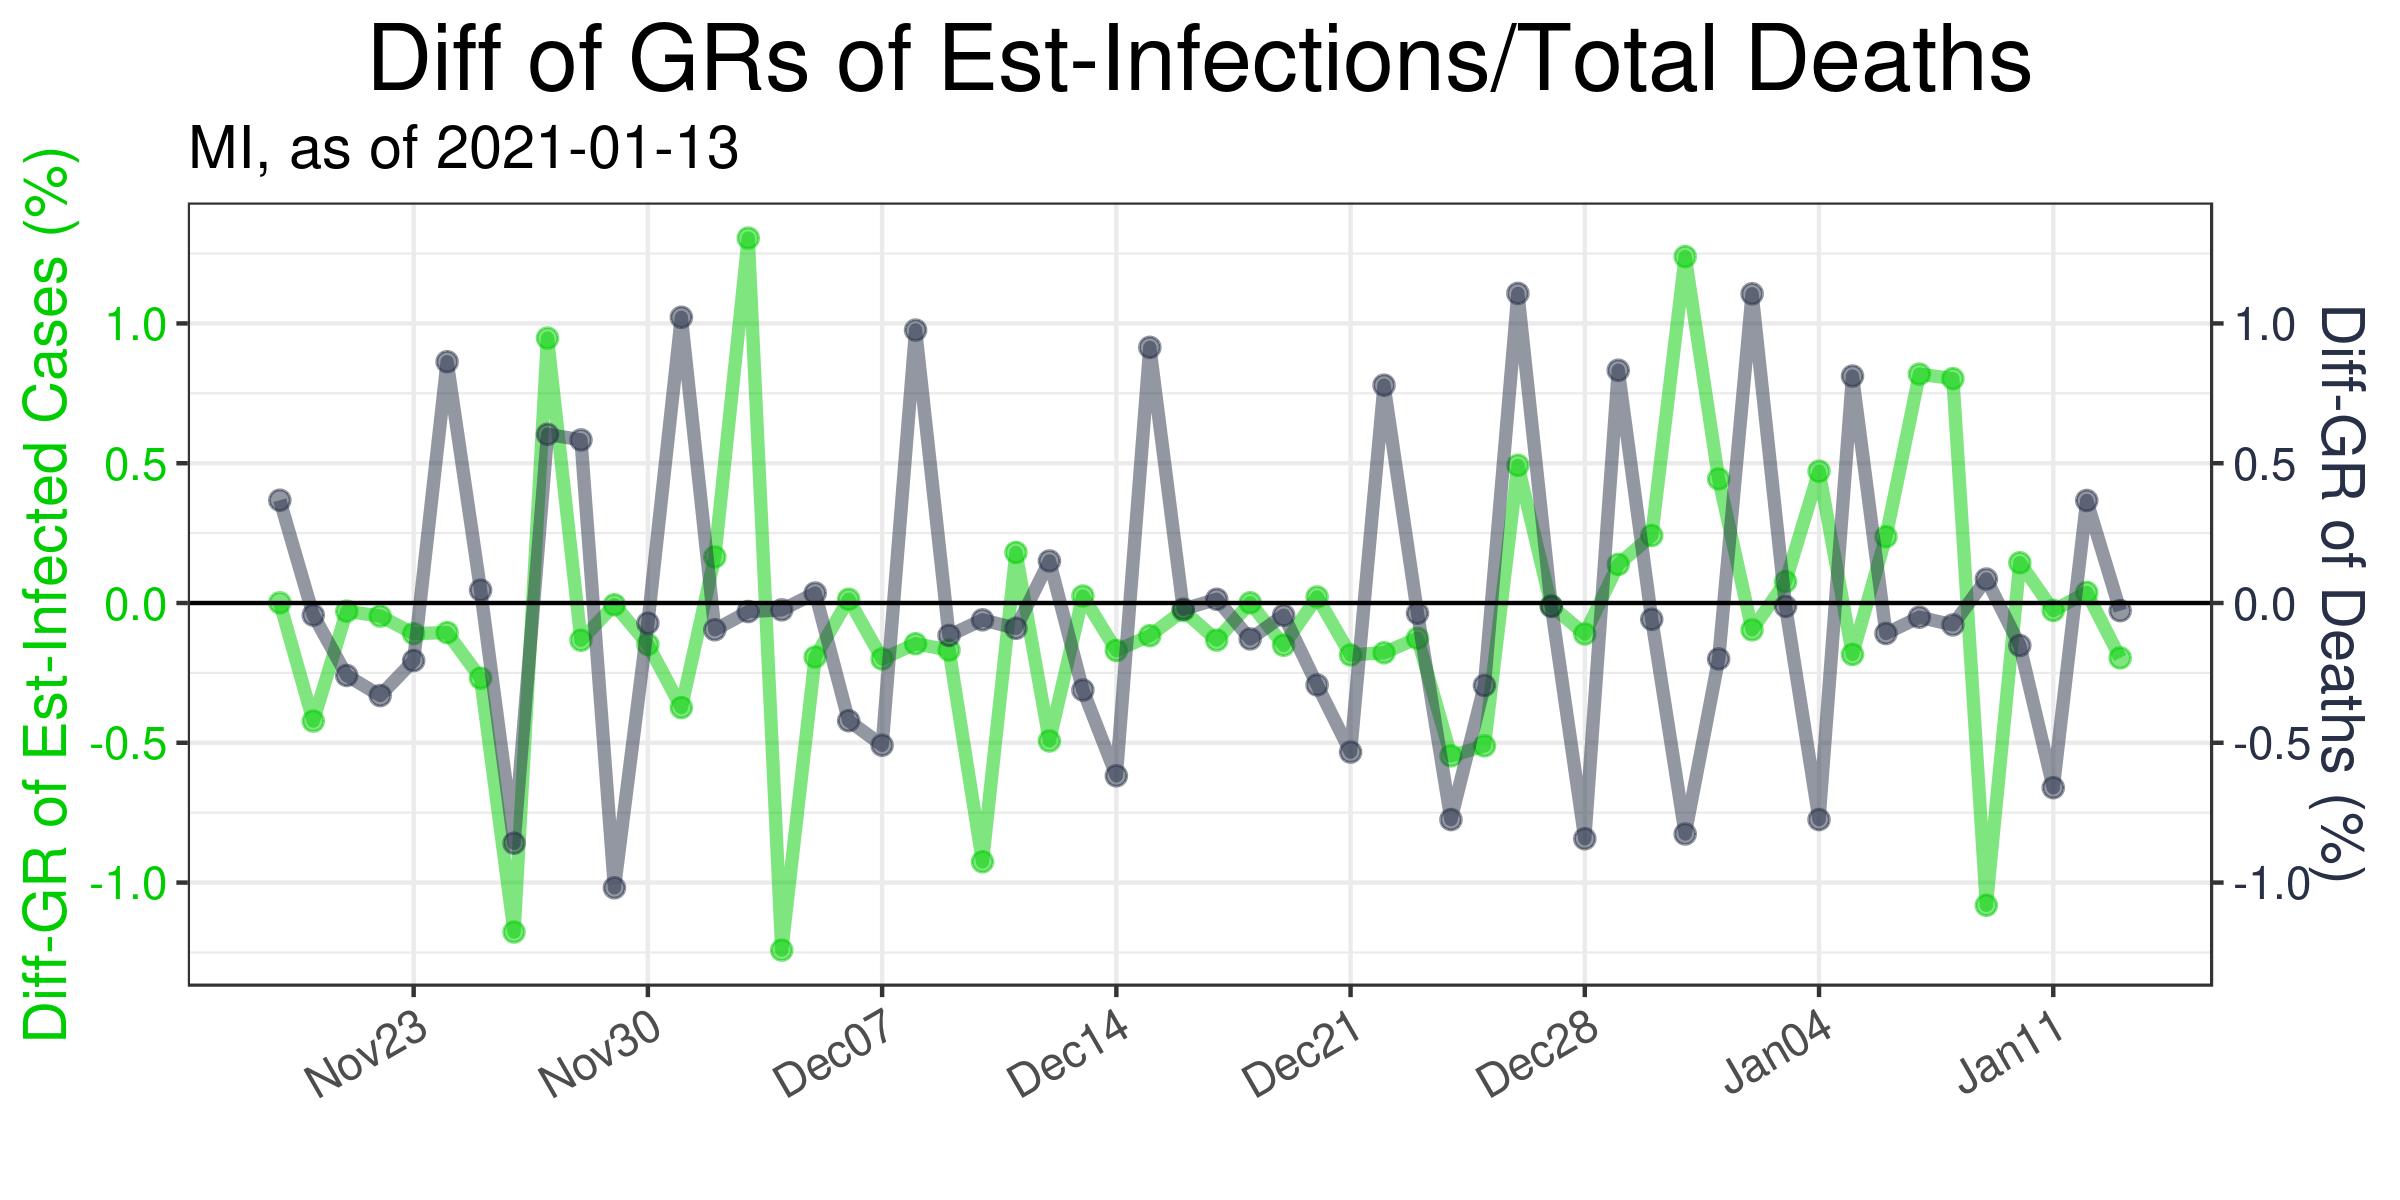 Diff of GRs of Est-Infections/Total Deaths
MI, as of 2021-01-13
Diff-GR of Est-Infected Cases (%)
1.0
0.5
0.0
-0.5
-1.0
1.0
0.5
0.0
-0.5
-1.0
Diff-GR of Deaths (%)
Nov23
Nov30
Dec07
Dec14
Dec21
Dec28
Jan04
Jan11